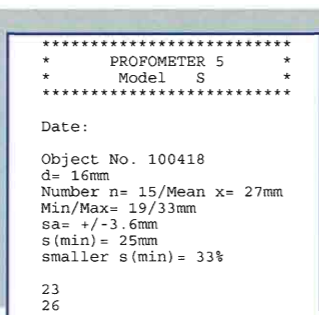 **************************
* PROFOMETER 5 *
* Model S *
**************************
Date:
Object No. 100418
d= 16mm
Number n= 15/Mean x= 27mm
Min/Max= 19/33mm
sa= +/-3.6mm
s(min)= 25mm
smaller s(min)= 33%
23
26